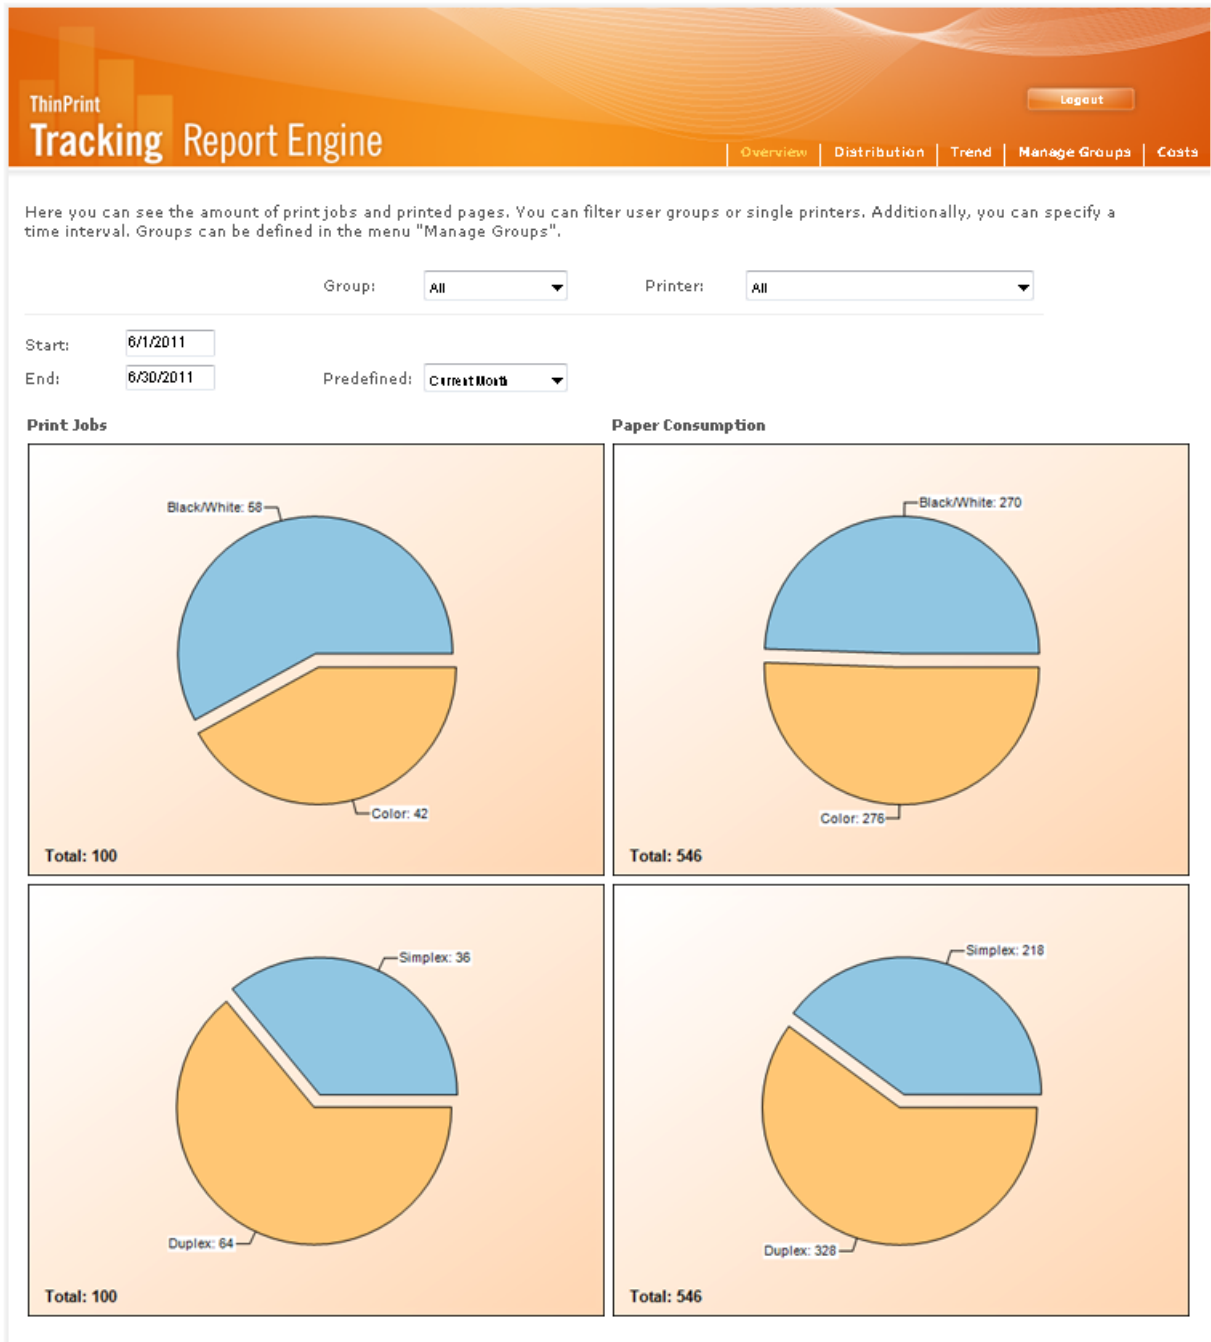 ThinPrint
Tracking Report Engine
Logout
Overview
Distribution
Trend
Manage Groups
Costs
Here you can see the amount of print jobs and printed pages. You can filter user groups or single printers. Additionally, you can specify a
time interval. Groups can be defined in the menu "Manage Groups".
Group: All
Printer: All
Start: 6/1/2011
End: 6/30/2011
Predefined: Current Month
Print Jobs
Black/White: 58
Color: 42
Total: 100
Paper Consumption
Black/White: 270
Color: 276
Total: 546
Simplex: 36
Duplex: 64
Total: 100
Simplex: 218
Duplex: 328
Total: 546